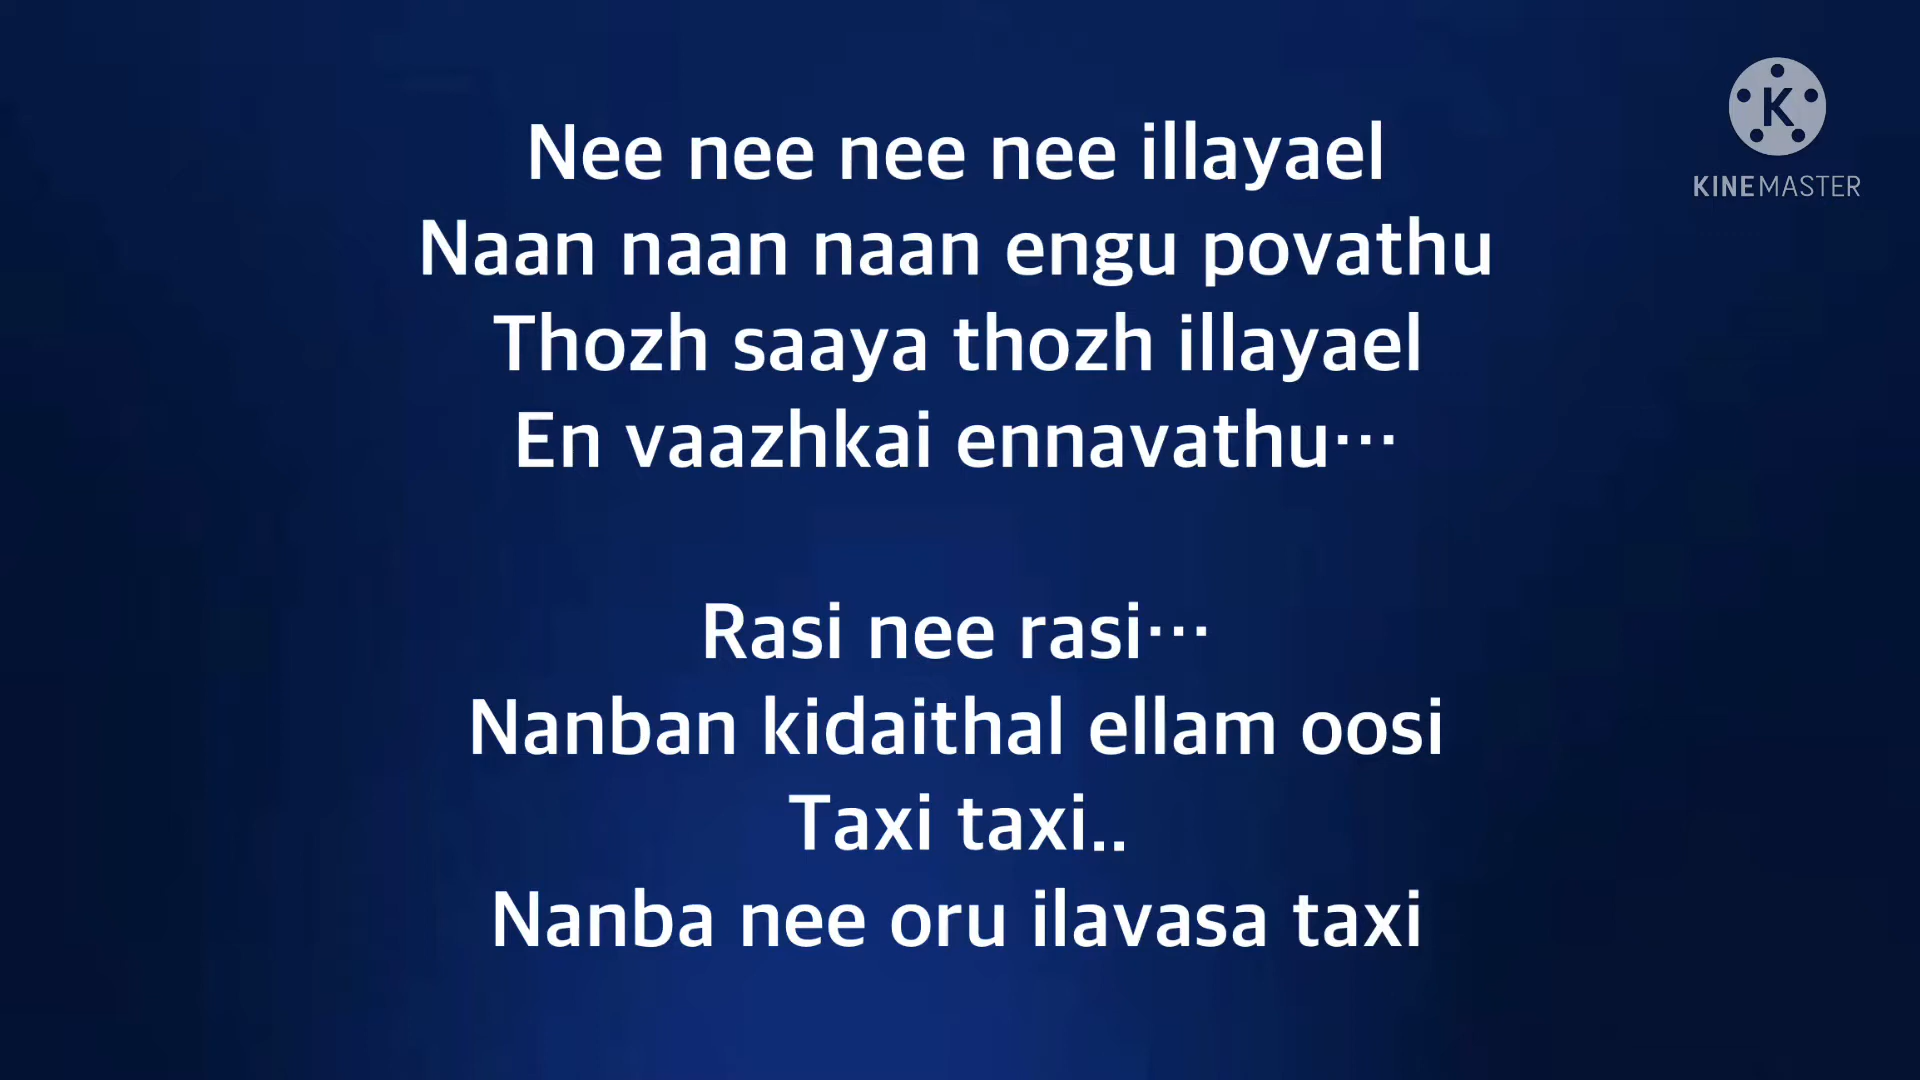 Nee nee nee nee illayael
Naan naan naan engu povathu
Thozh saaya thozh illayael
En vaazhkai ennavathu···
Rasi nee rasi···
Nanban kidaithal ellam oosi
Taxi taxi..
Nanba nee oru ilavasa taxi
K
KINEMASTER